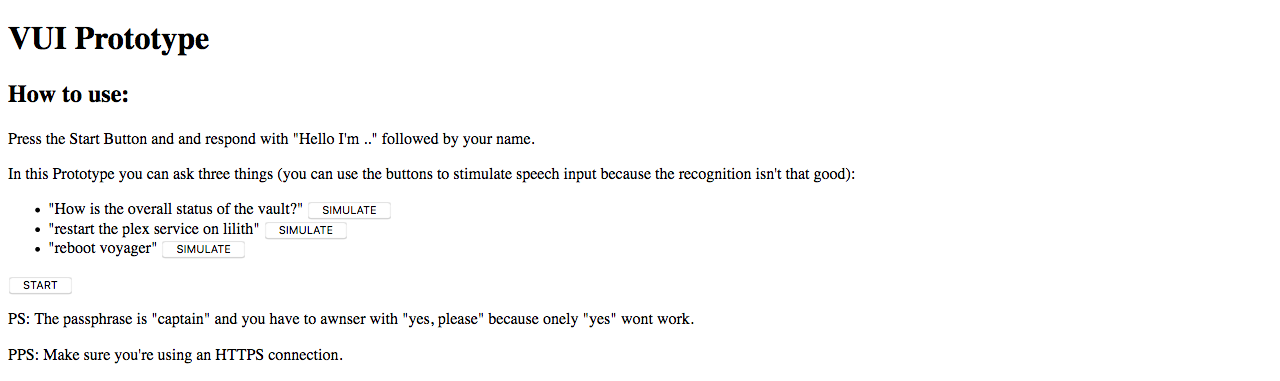 VUI Prototype
How to use:
Press the Start Button and and respond with "Hello I'm .." followed by your name.
In this Prototype you can ask three things (you can use the buttons to stimulate speech input because the recognition isn't that good):
• "How is the overall status of the vault?" SIMULATE
• "restart the plex service on lilith" SIMULATE
• "reboot voyager" SIMULATE
START
PS: The passphrase is "captain" and you have to awnser with "yes, please" because onely "yes" wont work.
PPS: Make sure you're using an HTTPS connection.